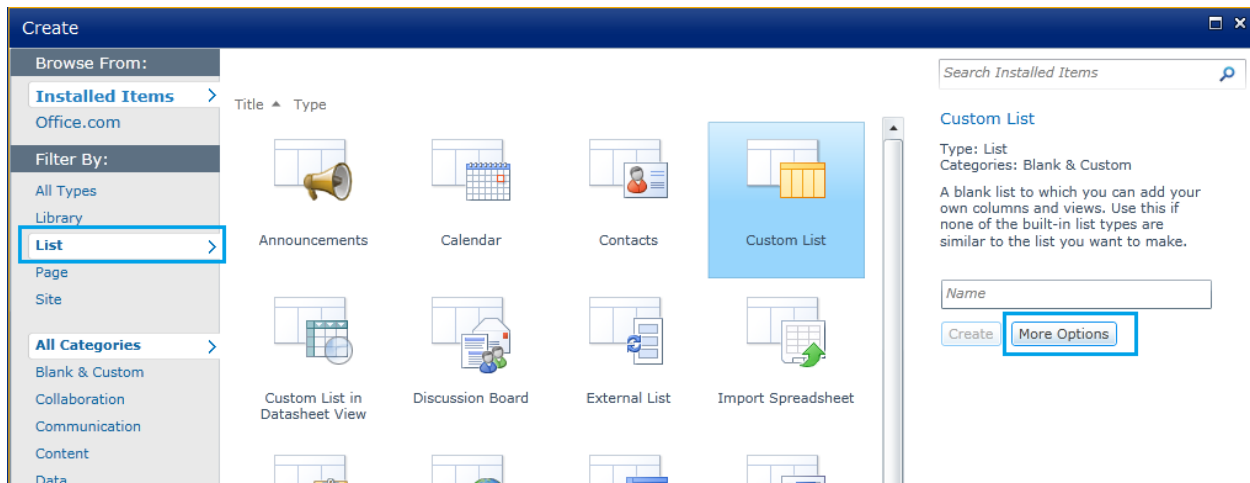 Create
Browse From:
Installed Items
Office.com
Filter By:
All Types
Library
List
Page
Site
All Categories
Blank & Custom
Collaboration
Communication
Content
Data
Title Type
Announcements
Calendar
Contacts
Custom List
Custom List in
Datasheet View
Discussion Board
External List
Import Spreadsheet
Search Installed Items
Custom List
Type: List
Categories: Blank & Custom
A blank list to which you can add your
own columns and views. Use this if
none of the built-in list types are
similar to the list you want to make.
Name
Create
More Options